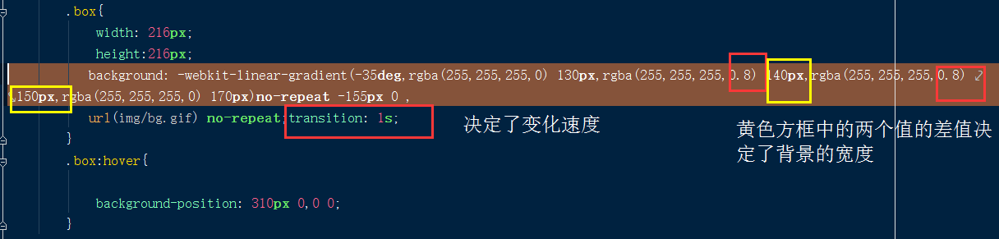 .box{
width: 216px;
height:216px;
background: -webkit-linear-gradient(-35deg,rgba(255,255,255,0) 130px,rgba(255,255,255,0.8) 140px,rgba(255,255,255,0.8)
150px,rgba(255,255,255,0) 170px)no-repeat -155px 0 ,
url(img/bg.gif) no-repeat;transition: 1s;
决定了变化速度
黄色方框中的两个值的差值决
定了背景的宽度
}
.box:hover{
background-position: 310px 0,0 0;
}